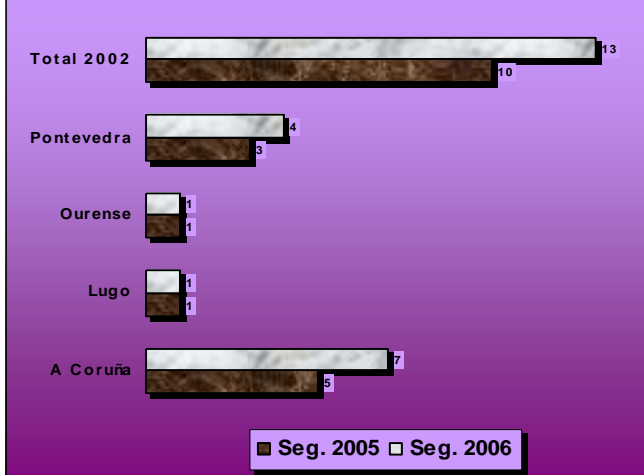 Total 2002
13
10
Pontevedra
4
3
Ourense
1
1
Lugo
1
1
A Coruña
7
5
Seg. 2005 Seg. 2006